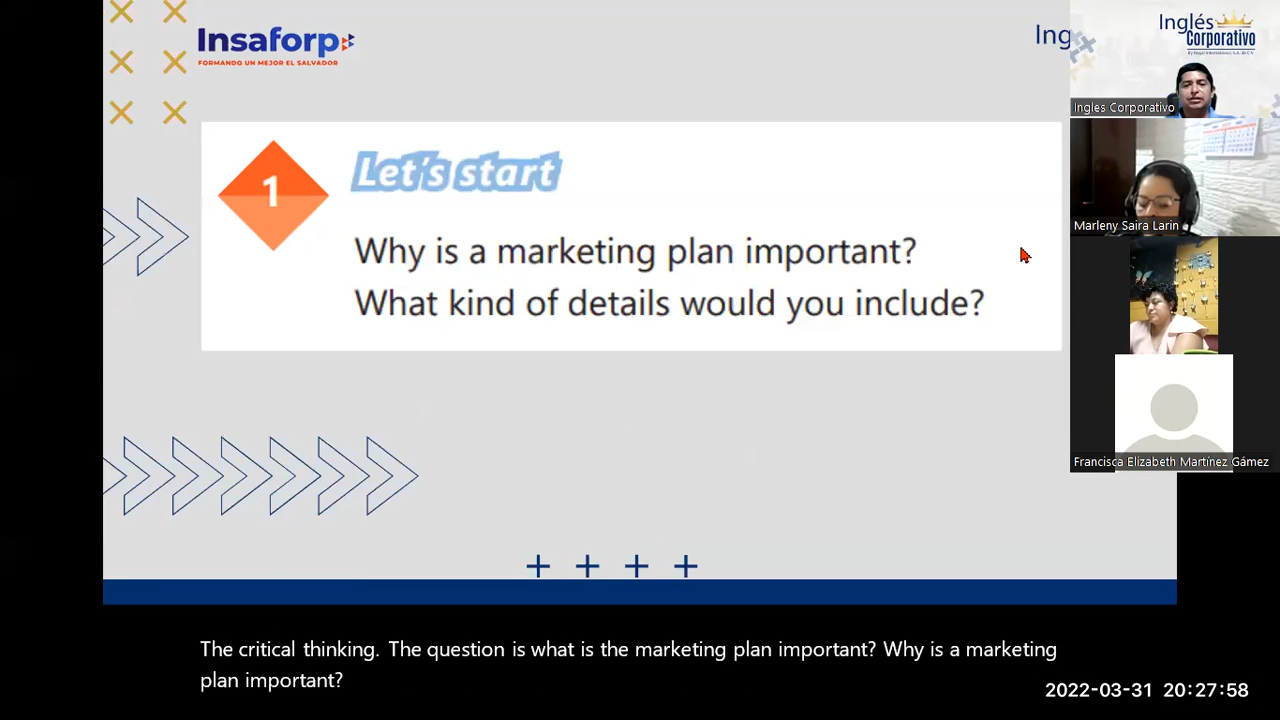 Insaforp
FORMANDO UN MEJOR EL SALVADOR
Ing
Inglés
Corporativo
Ingles Corporativo
1
Let's start
Why is a marketing plan important?
What kind of details would you include?
Marleny Saira Larin
Francisca Elizabeth Martínez Gámez
The critical thinking. The question is what is the marketing plan important? Why is a marketing
plan important?
2022-03-31 20:27:58